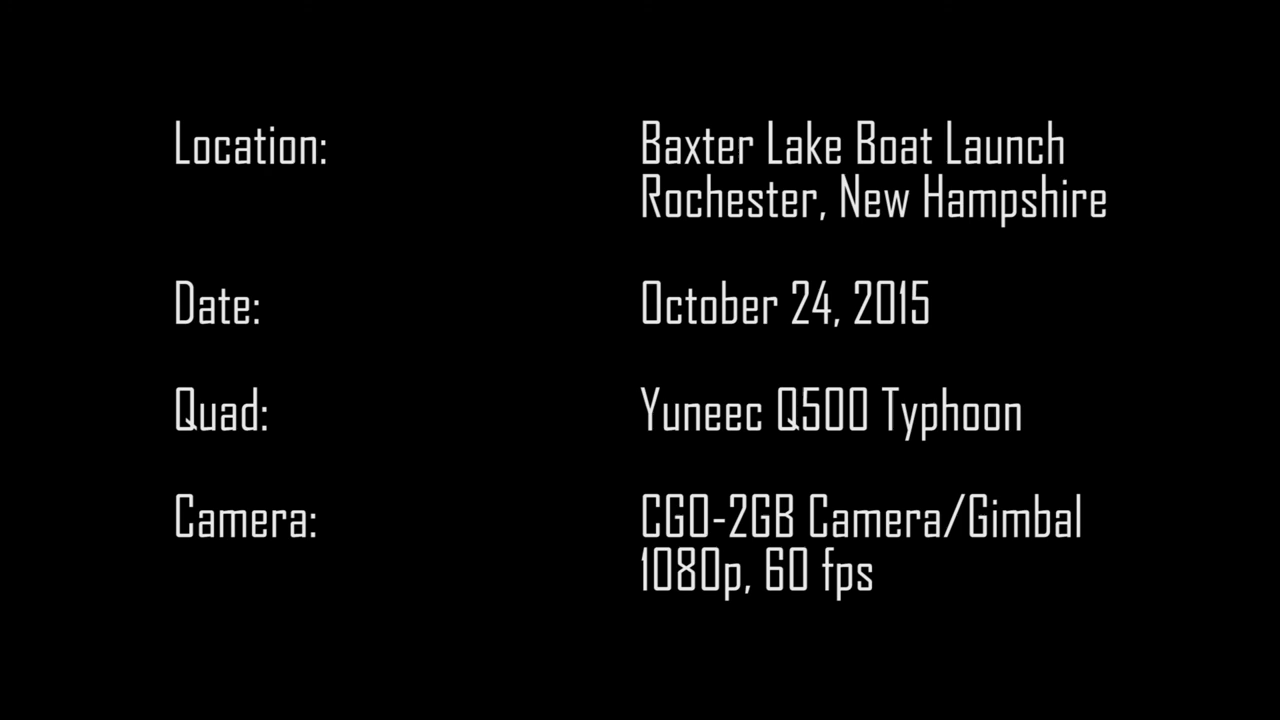 Location: Baxter Lake Boat Launch
Rochester, New Hampshire
Date: October 24, 2015
Quad: Yuneec Q500 Typhoon
Camera: CGO-2GB Camera/Gimbal
1080p, 60 fps